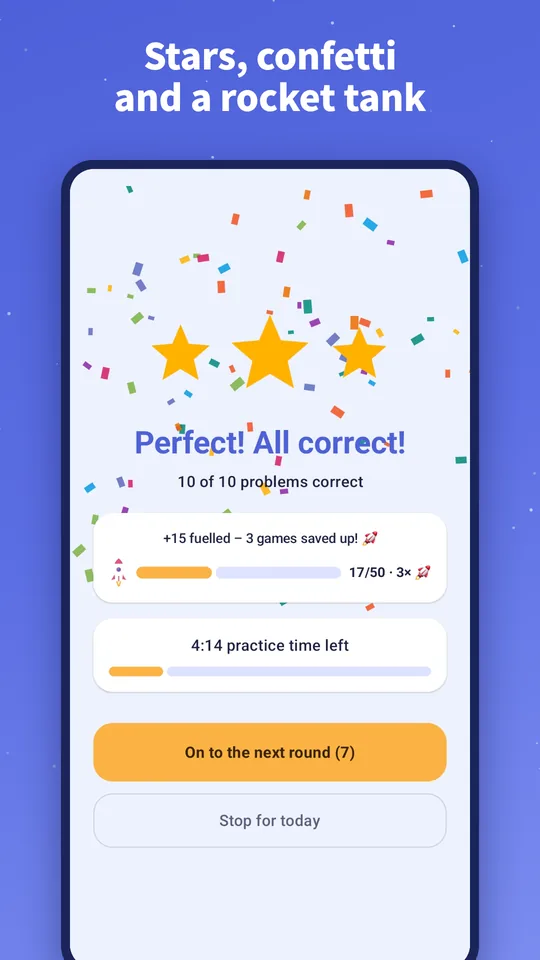 Stars, confetti
and a rocket tank
Perfect! All correct!
10 of 10 problems correct
+15 fuelled – 3 games saved up! 🚀
17/50 · 3× 🚀
4:14 practice time left
On to the next round (7)
Stop for today